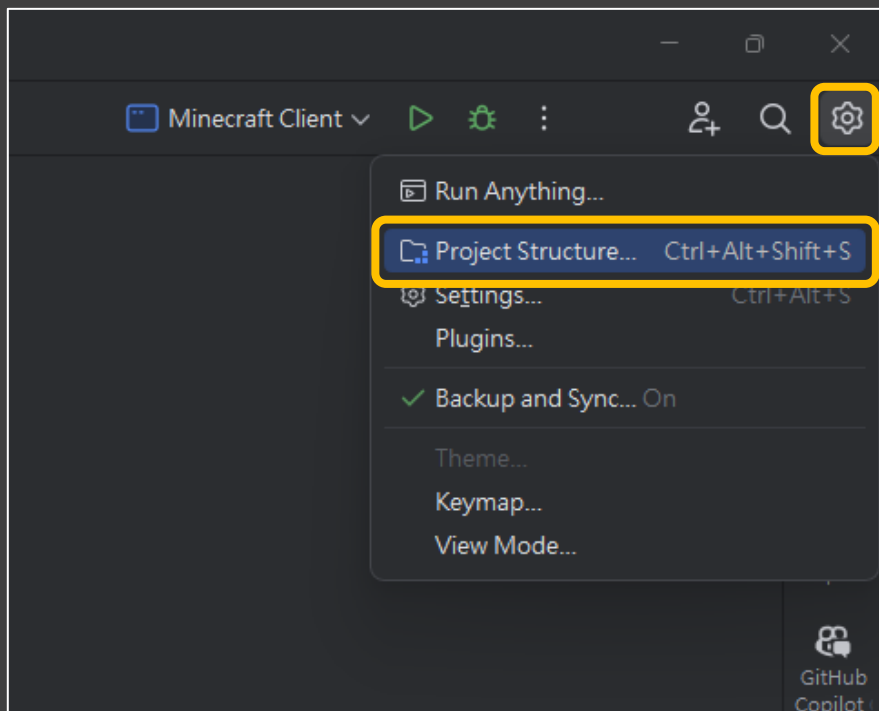 Minecraft Client
Run Anything...
Project Structure... Ctrl+Alt+Shift+S
Settings... Ctrl+Alt+S
Plugins...
Backup and Sync... On
Theme...
Keymap...
View Mode...
GitHub
Copilot